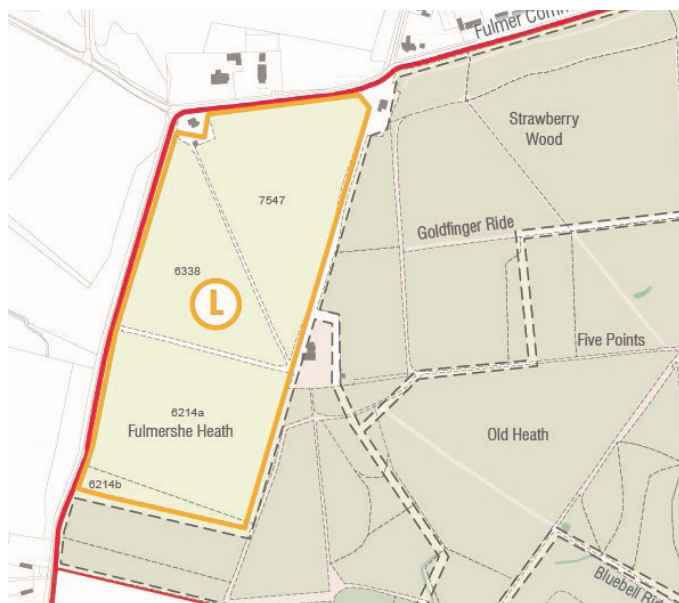 Fulmer Comm
Strawberry
Wood
7547
Goldfinger Ride
6338
L
Five Points
6214a
Fulmershe Heath
Old Heath
6214b
Bluebell Ri